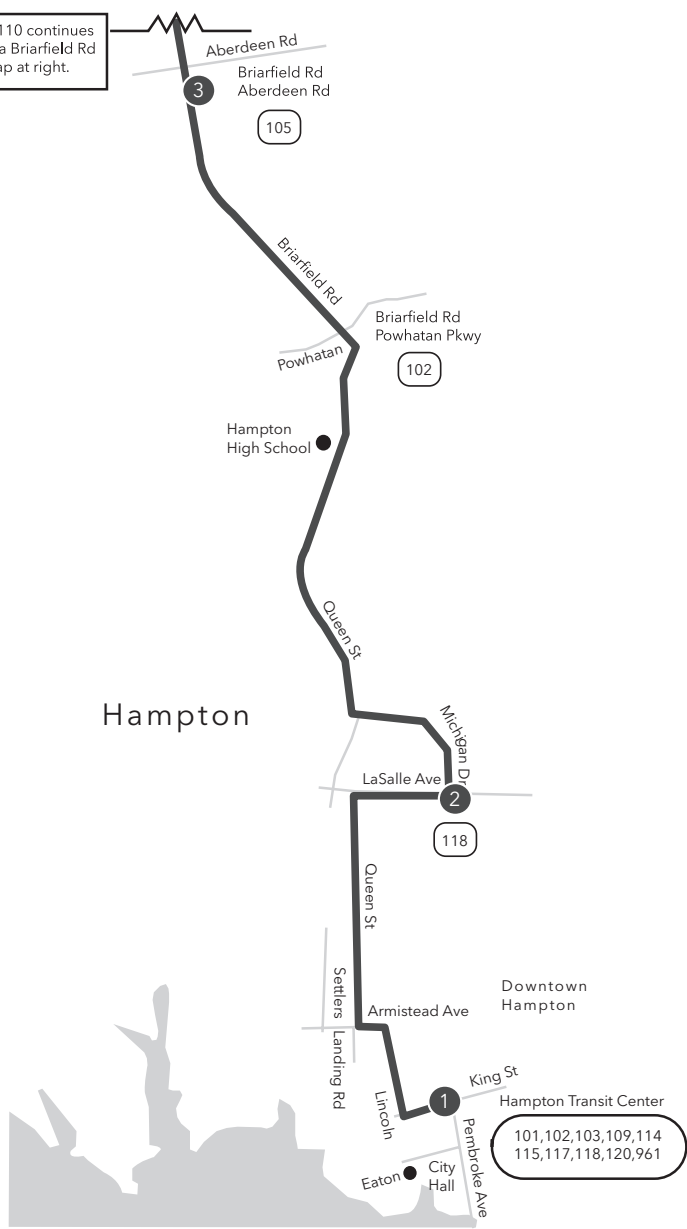 110 continues
a Briarfield Rd
ap at right.
Aberdeen Rd
3
Briarfield Rd
Aberdeen Rd
105
Briarfield Rd
Briarfield Rd
Powhatan Pkwy
Powhatan
102
Hampton
High School
Queen St
Hampton
Michigan Dr
LaSalle Ave
2
118
Queen St
Settlers
Landing Rd
Armistead Ave
Downtown
Hampton
Lincoln
1
King St
Hampton Transit Center
101,102,103,109,114
115,117,118,120,961
Pembroke Ave
Eaton
City
Hall